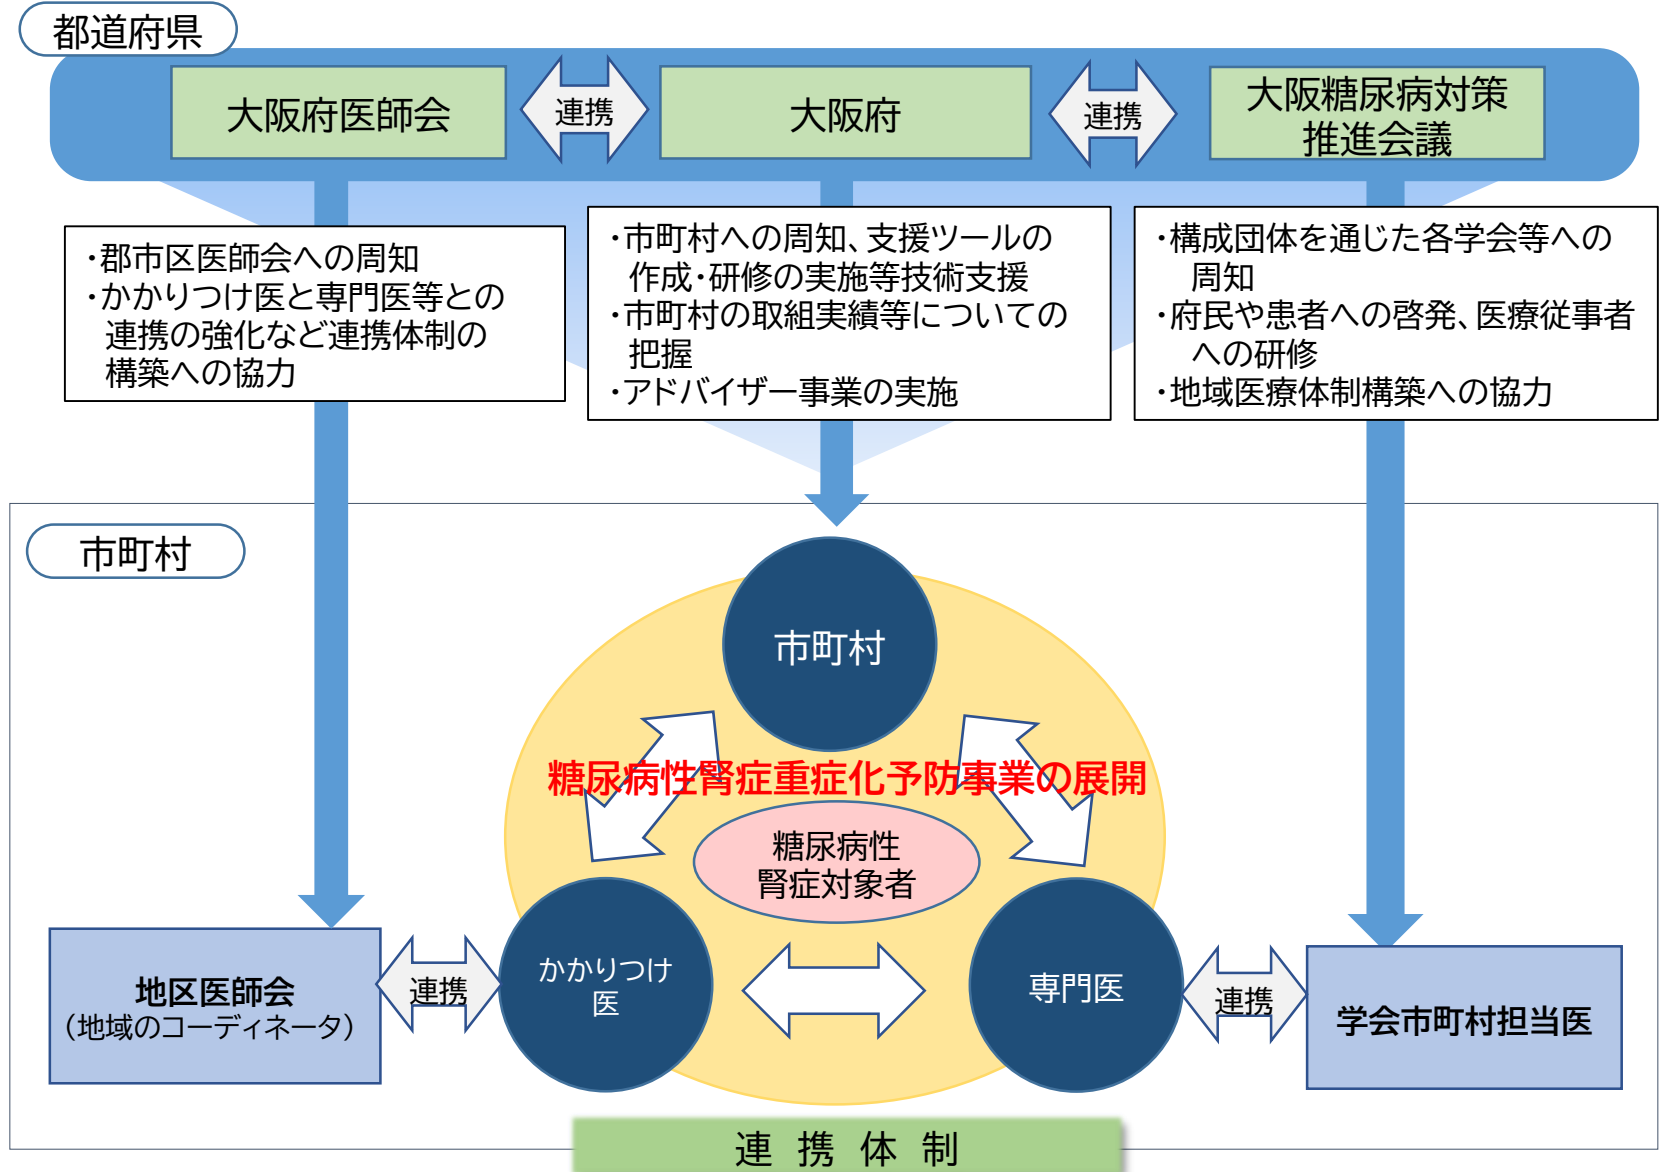 都道府県
大阪府医師会
連携
大阪府
連携
大阪糖尿病対策
推進会議
・郡市区医師会への周知
・かかりつけ医と専門医等との
連携の強化など連携体制の
構築への協力
・市町村への周知、支援ツールの
作成・研修の実施等技術支援
・市町村の取組実績等についての
把握
・アドバイザー事業の実施
・構成団体を通じた各学会等への
周知
・府民や患者への啓発、医療従事者
への研修
・地域医療体制構築への協力
市町村
市町村
糖尿病性腎症重症化予防事業の展開
糖尿病性
腎症対象者
地区医師会
（地域のコーディネータ）
連携
かかりつけ
医
専門医
連携
学会市町村担当医
連 携 体 制